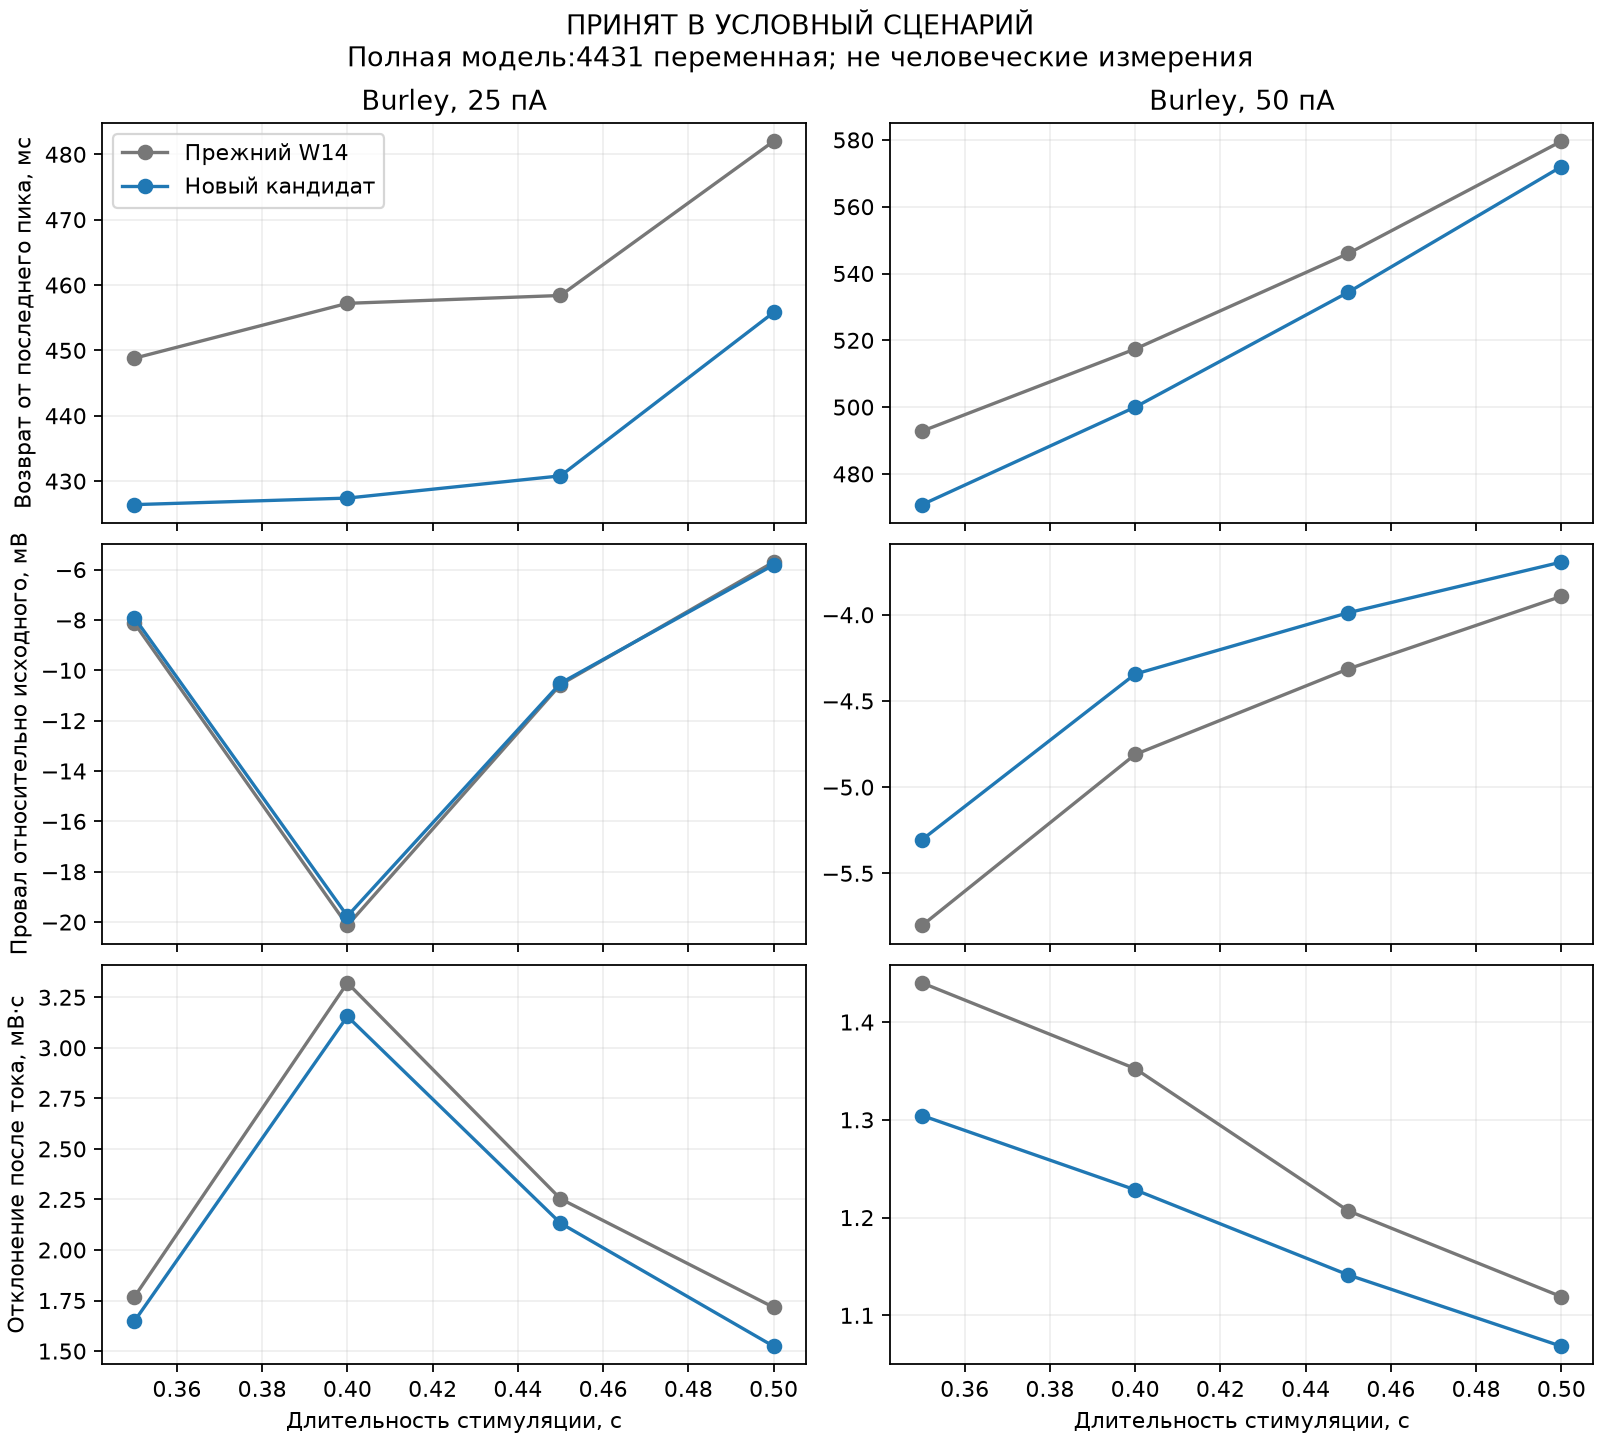 ПРИНЯТ В УСЛОВНЫЙ СЦЕНАРИЙ
Полная модель:4431 переменная; не человеческие измерения
Burley, 25 пА
Возврат от последнего пика, мс
480
470
460
450
440
430
Прежний W14
Новый кандидат
Burley, 50 пА
580
560
540
520
500
480
Провал относительно исходного, мВ
−6
−8
−10
−12
−14
−16
−18
−20
−4.0
−4.5
−5.0
−5.5
Отклонение после тока, мВ·с
3.25
3.00
2.75
2.50
2.25
2.00
1.75
1.50
0.36 0.38 0.40 0.42 0.44 0.46 0.48 0.50
Длительность стимуляции, с
1.4
1.3
1.2
1.1
0.36 0.38 0.40 0.42 0.44 0.46 0.48 0.50
Длительность стимуляции, с